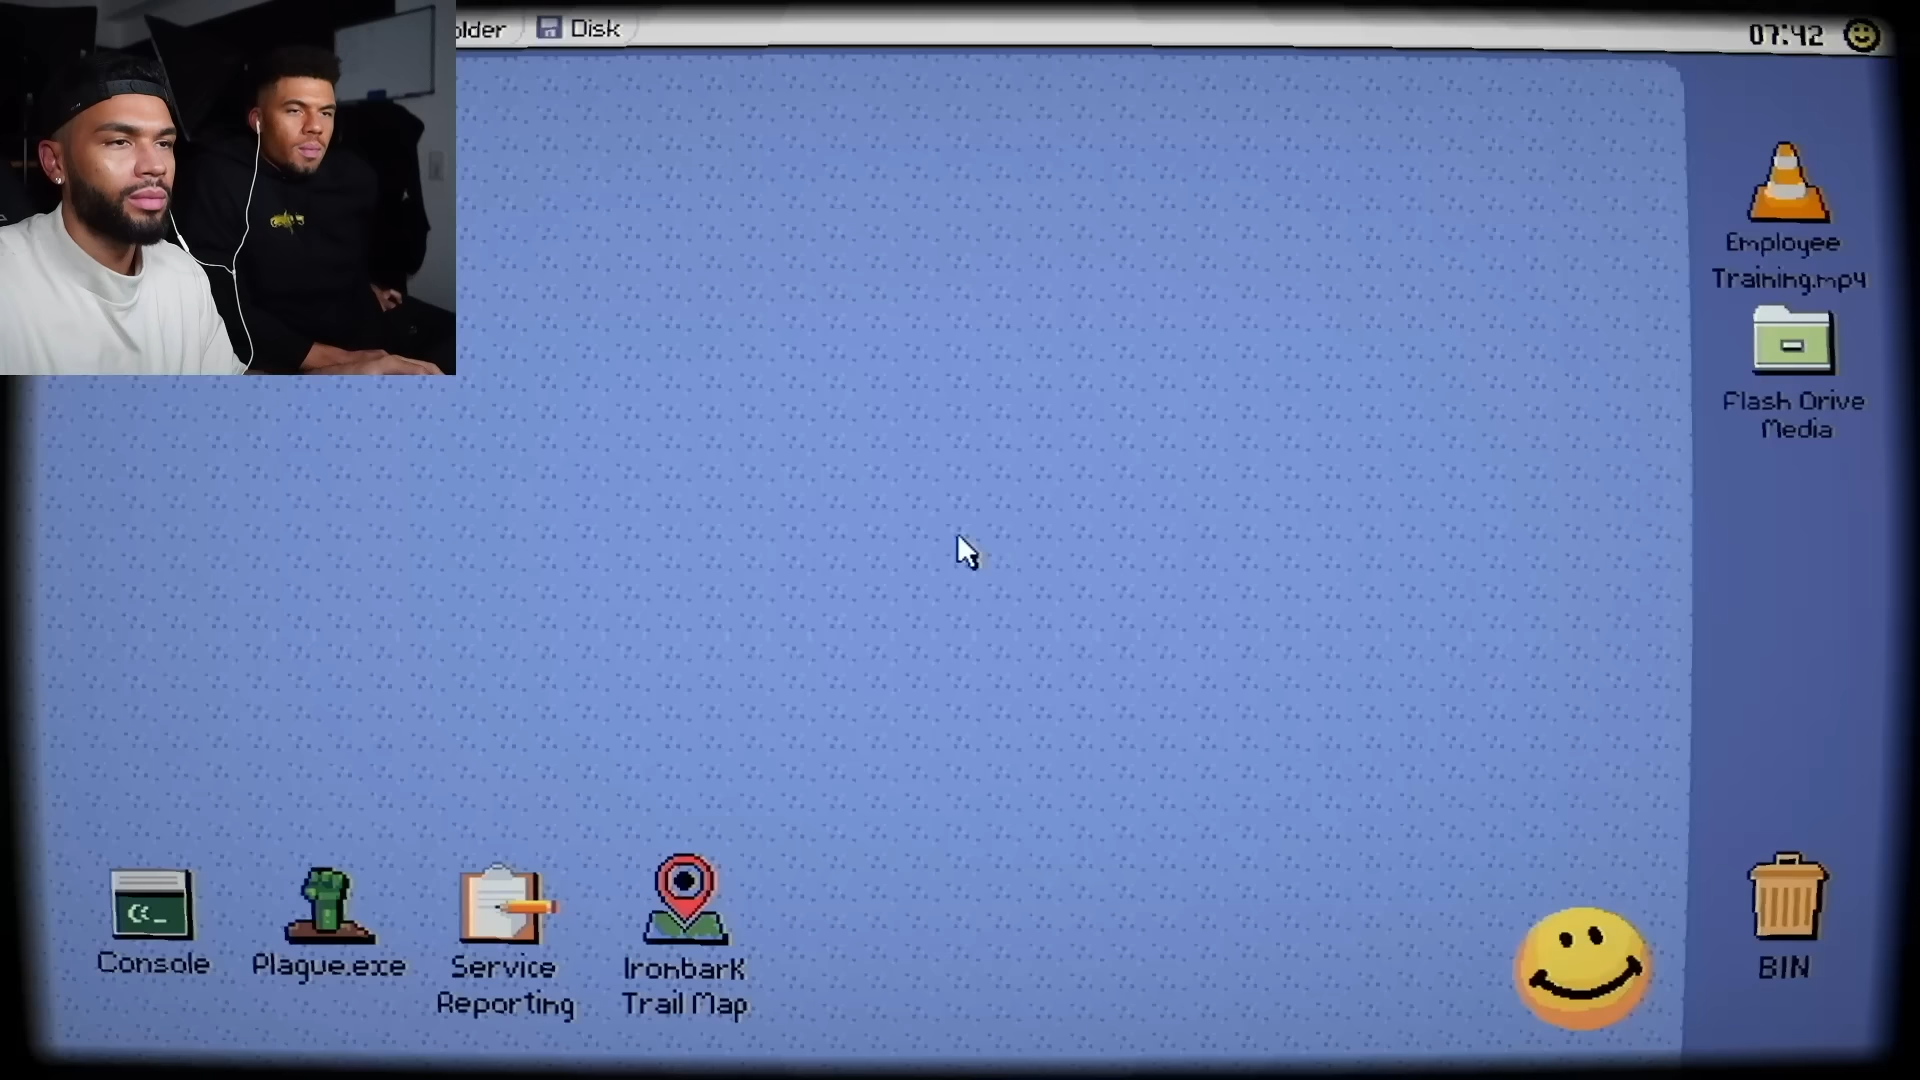 older
Disk
07:42
Employee
Training.mp4
Flash Drive
Media
Console
Plague.exe
Service
Reporting
Ironbark
Trail Map
BIN